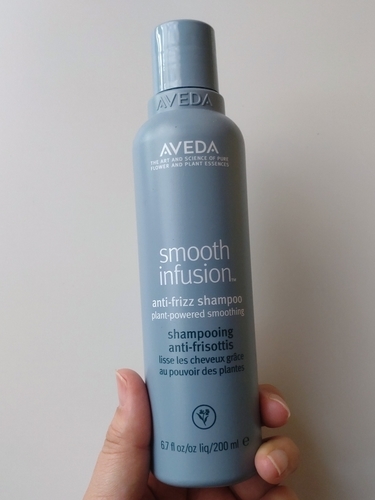 AVEDA
AVEDA
THE ART AND SCIENCE OF PURE
FLOWER AND PLANT ESSENCES
smooth
infusion™
anti-frizz shampoo
plant-powered smoothing
shampooing
anti-frisottis
lisse les cheveux grâce
au pouvoir des plantes
6.7 fl oz/oz liq/200 ml e